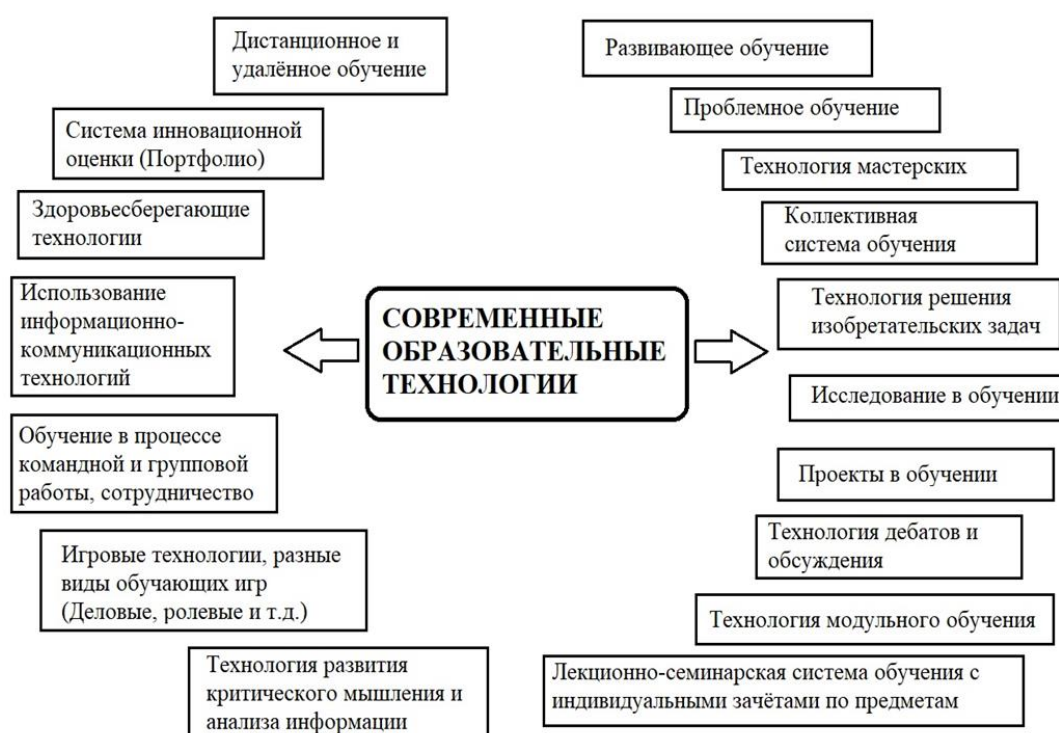 Дистанционное и
удалённое обучение
Система инновационной
оценки (Портфолио)
Здоровьесберегающие
технологии
Использование
информационно-
коммуникационных
технологий
Обучение в процессе
командной и групповой
работы, сотрудничество
Игровые технологии, разные
виды обучающих игр
(Деловые, ролевые и т.д.)
Технология развития
критического мышления и
анализа информации
СОВРЕМЕННЫЕ
ОБРАЗОВАТЕЛЬНЫЕ
ТЕХНОЛОГИИ
Развивающее обучение
Проблемное обучение
Технология мастерских
Коллективная
система обучения
Технология решения
изобретательских задач
Исследование в обучении
Проекты в обучении
Технология дебатов и
обсуждения
Технология модульного обучения
Лекционно-семинарская система обучения с
индивидуальными зачётами по предметам